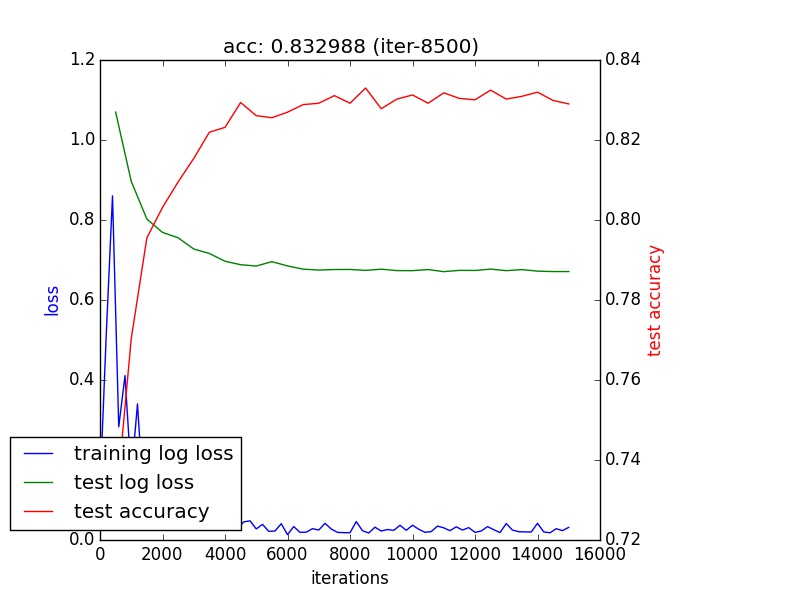 acc: 0.832988 (iter-8500)
1.2
1.0
0.8
0.6
0.4
0.0
loss
0.84
0.82
0.80
0.78
0.76
0.74
0.72
test accuracy
training log loss
test log loss
test accuracy
0 2000 4000 6000 8000 10000 12000 14000 16000
iterations